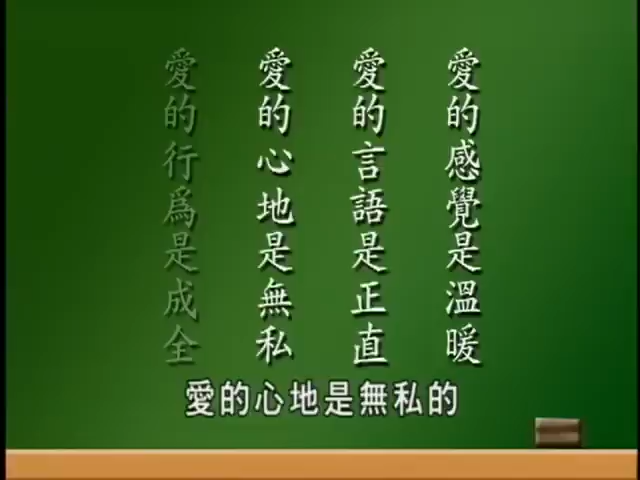 愛的感覺是溫暖
愛的言語是正直
愛的心地是無私
愛的行為是成全
愛的心地是無私的